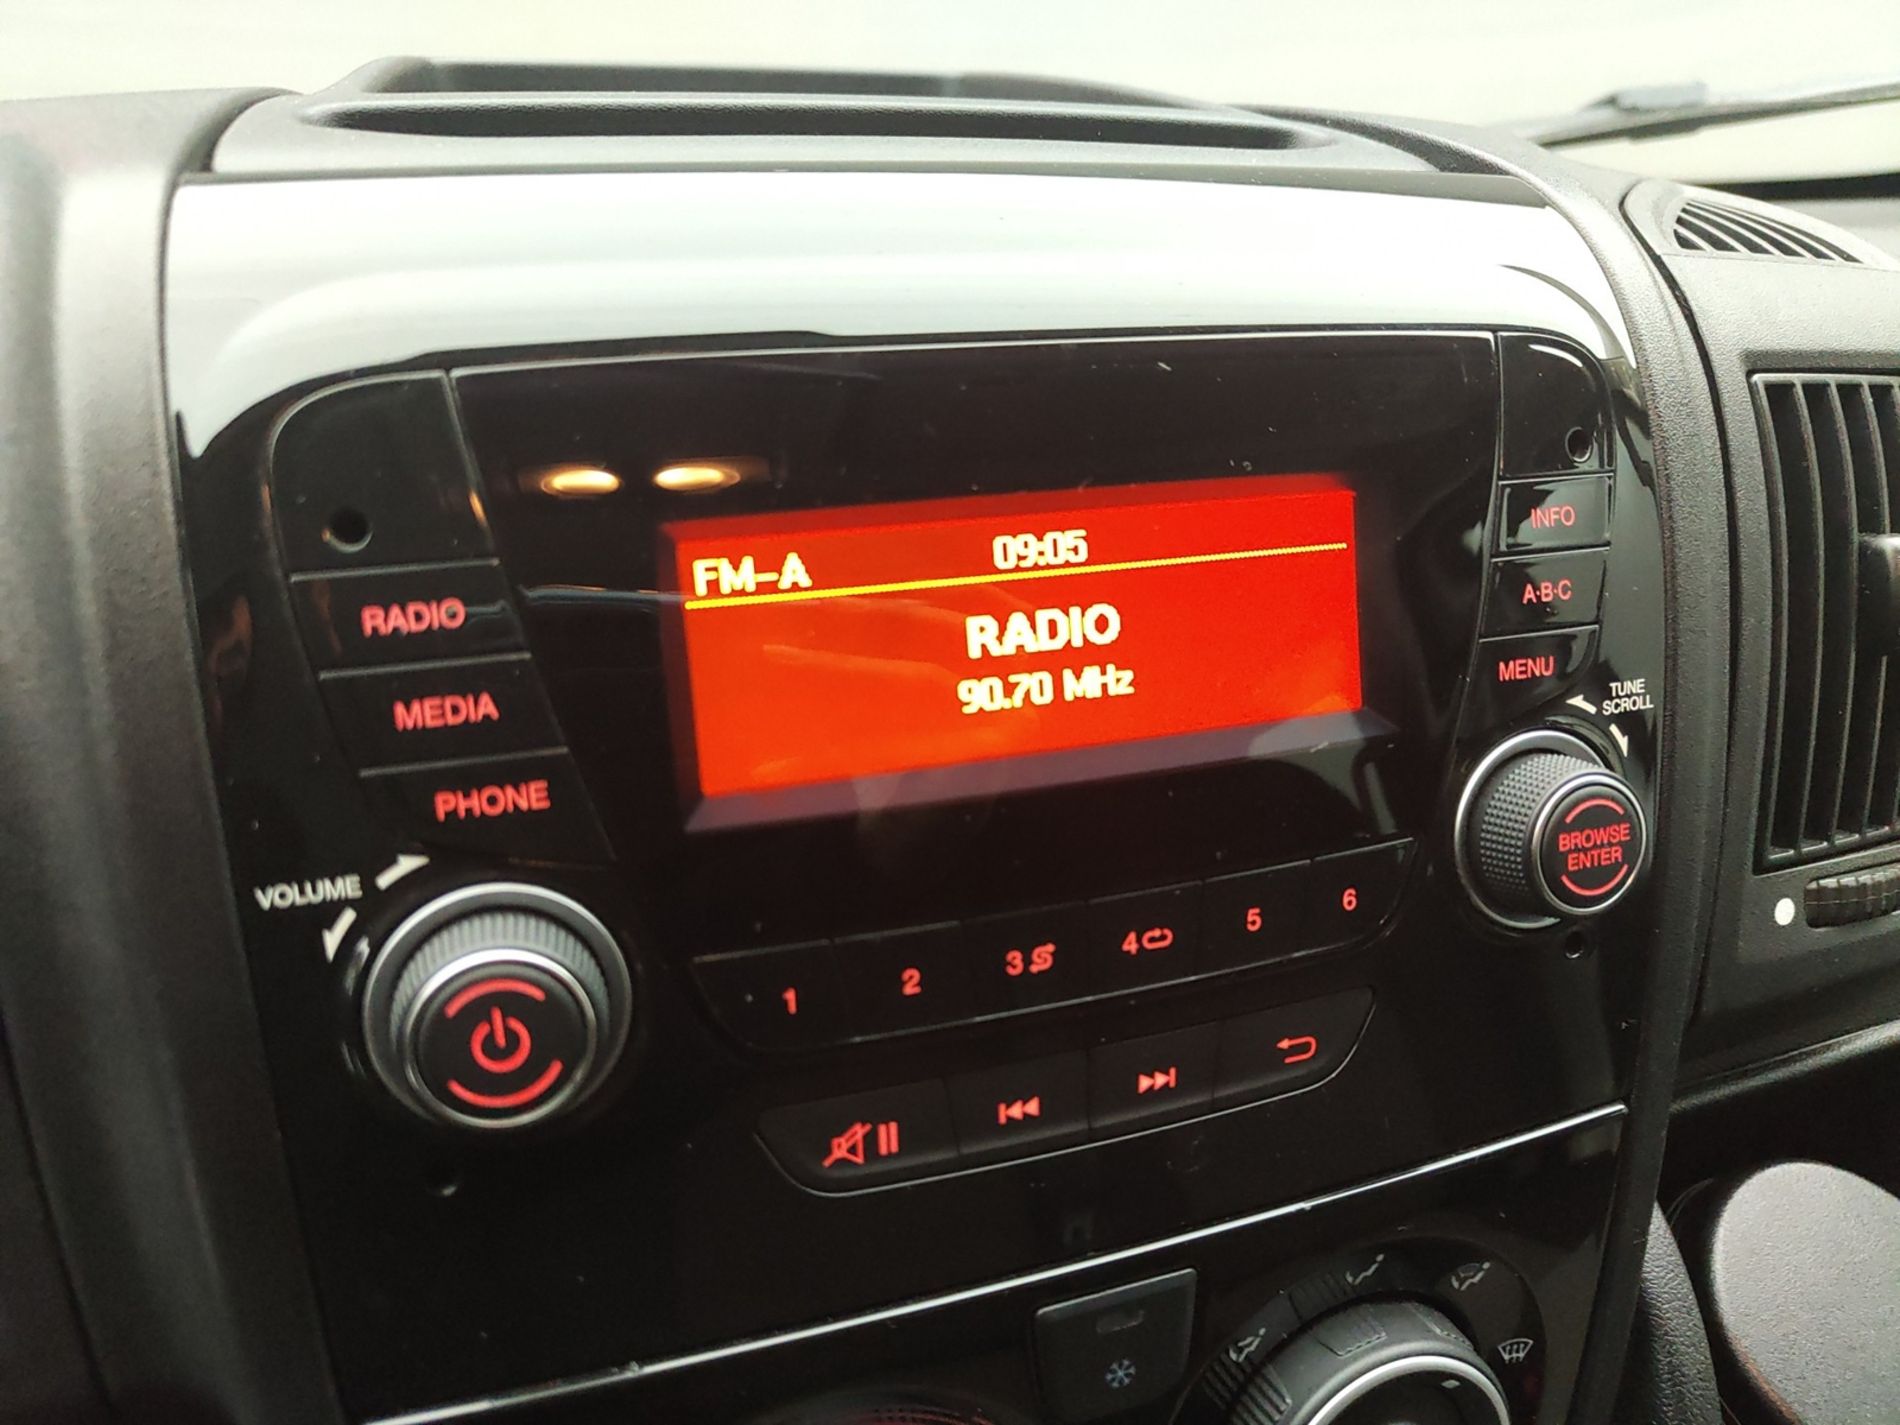 09:05
FM-A
RADIO
90.70 MHz
RADIO
MEDIA
PHONE
VOLUME
INFO
A·B·C
MENU
TUNE
SCROLL
BROWSE
ENTER
1 2 3 4 5 6